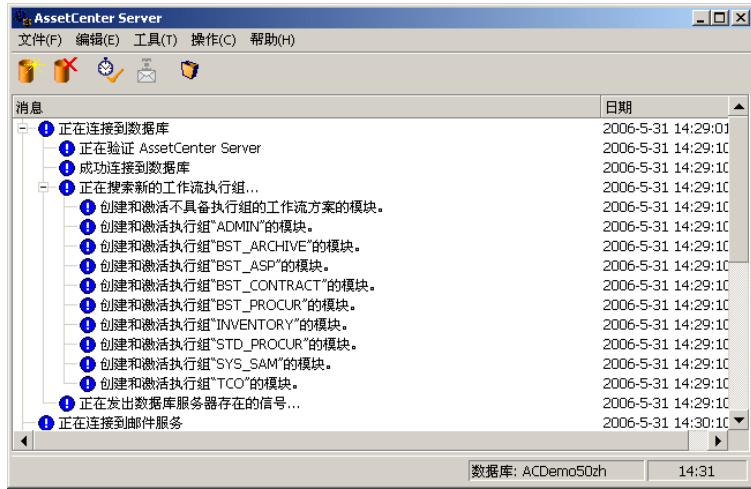 AssetCenter Server
文件(F) 编辑(E) 工具(T) 操作(C) 帮助(H)
消息 日期
正在连接到数据库 2006-5-31 14:29:01
正在验证 AssetCenter Server 2006-5-31 14:29:10
成功连接到数据库 2006-5-31 14:29:10
正在搜索新的工作流执行组... 2006-5-31 14:29:10
创建和激活不具备执行组的工作流方案的模块。 2006-5-31 14:29:10
创建和激活执行组“ADMIN”的模块。 2006-5-31 14:29:10
创建和激活执行组“BST_ARCHIVE”的模块。 2006-5-31 14:29:10
创建和激活执行组“BST_ASP”的模块。 2006-5-31 14:29:10
创建和激活执行组“BST_CONTRACT”的模块。 2006-5-31 14:29:10
创建和激活执行组“BST_PROCUR”的模块。 2006-5-31 14:29:10
创建和激活执行组“INVENTORY”的模块。 2006-5-31 14:29:10
创建和激活执行组“STD_PROCUR”的模块。 2006-5-31 14:29:10
创建和激活执行组“SYS_SAM”的模块。 2006-5-31 14:29:10
创建和激活执行组“TCO”的模块。 2006-5-31 14:29:10
正在发出数据库服务器存在的信号... 2006-5-31 14:29:10
正在连接到邮件服务 2006-5-31 14:30:10
数据库: ACDemo50zh 14:31